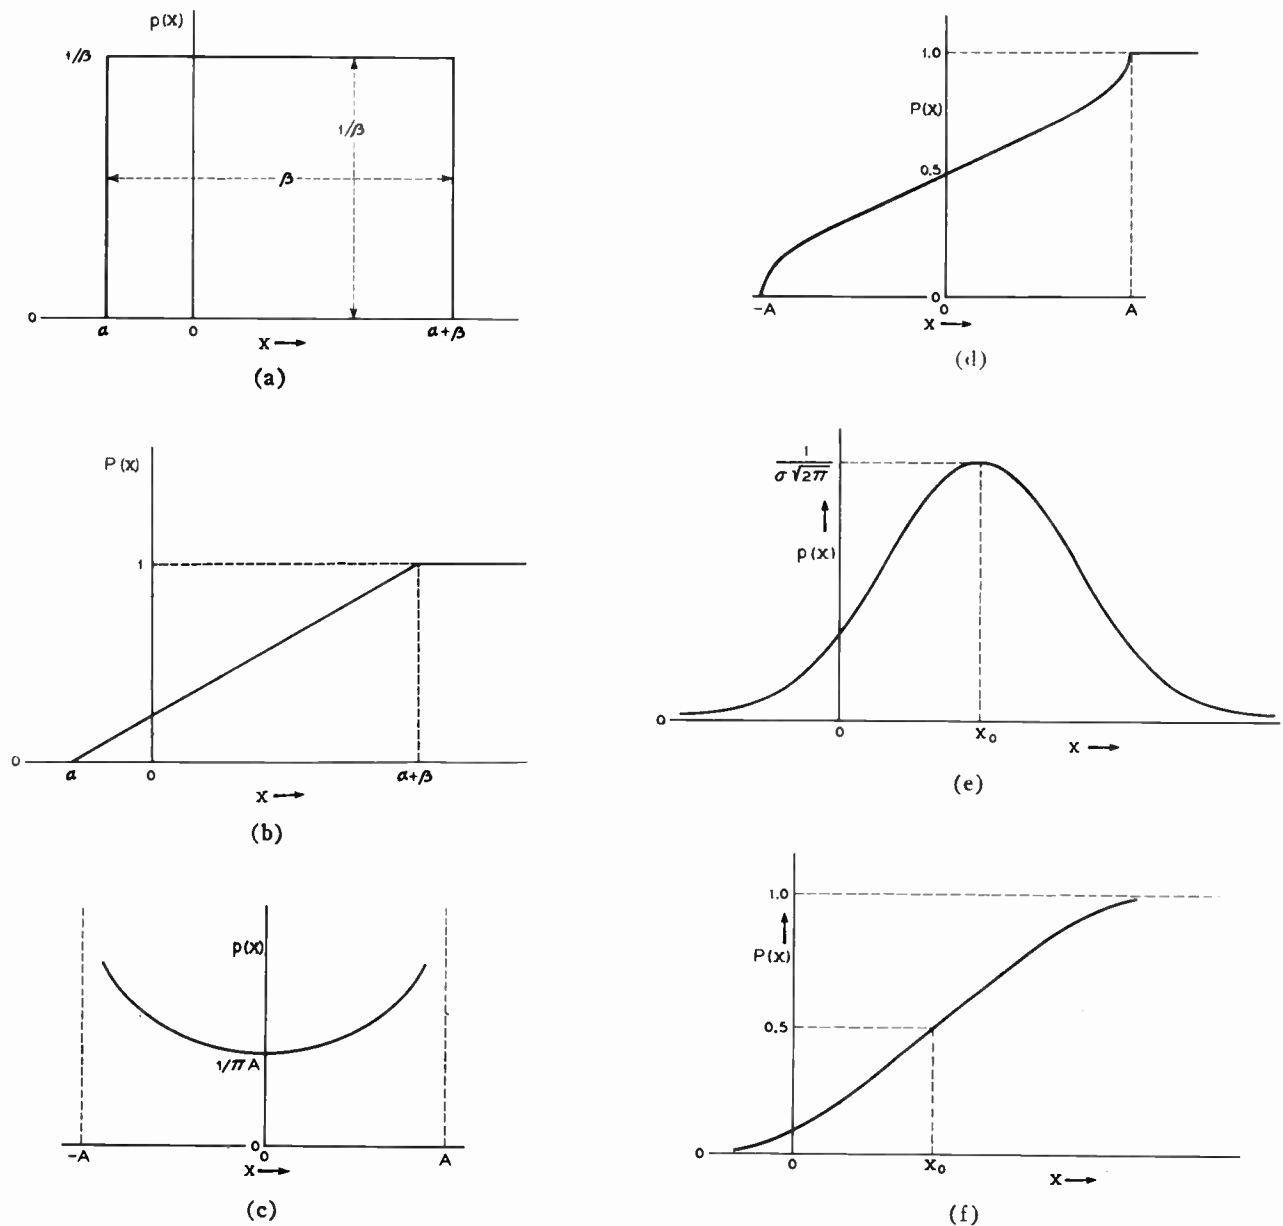 p(x)
1/β
1/β
β
0
a
0
a+β
x
(a)
P(x)
1
0
a
0
a+β
x
(b)
p(x)
1/πA
0
-A
0
A
x
(c)
1.0
P(x)
0.5
0
-A
0
A
x
(d)
1
σ√2π
p(x)
0
0
x₀
x
(e)
1.0
P(x)
0.5
0
0
x₀
x
(f)